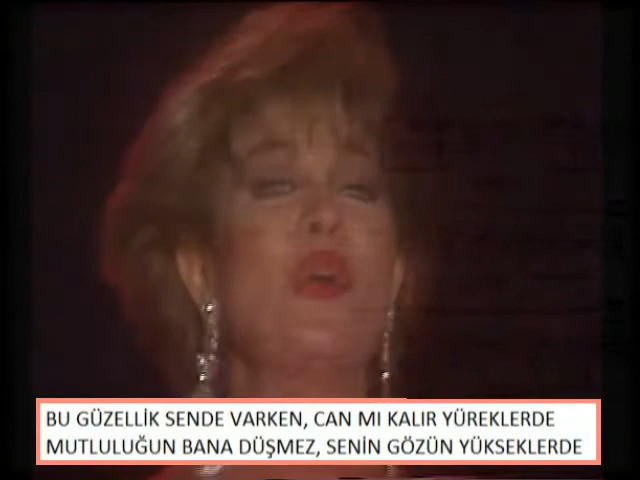 BU GÜZELLİK SENDE VARKEN, CAN MI KALIR YÜREKLERDE
MUTLULUĞUN BANA DÜŞMEZ, SENİN GÖZÜN YÜKSEKLERDE